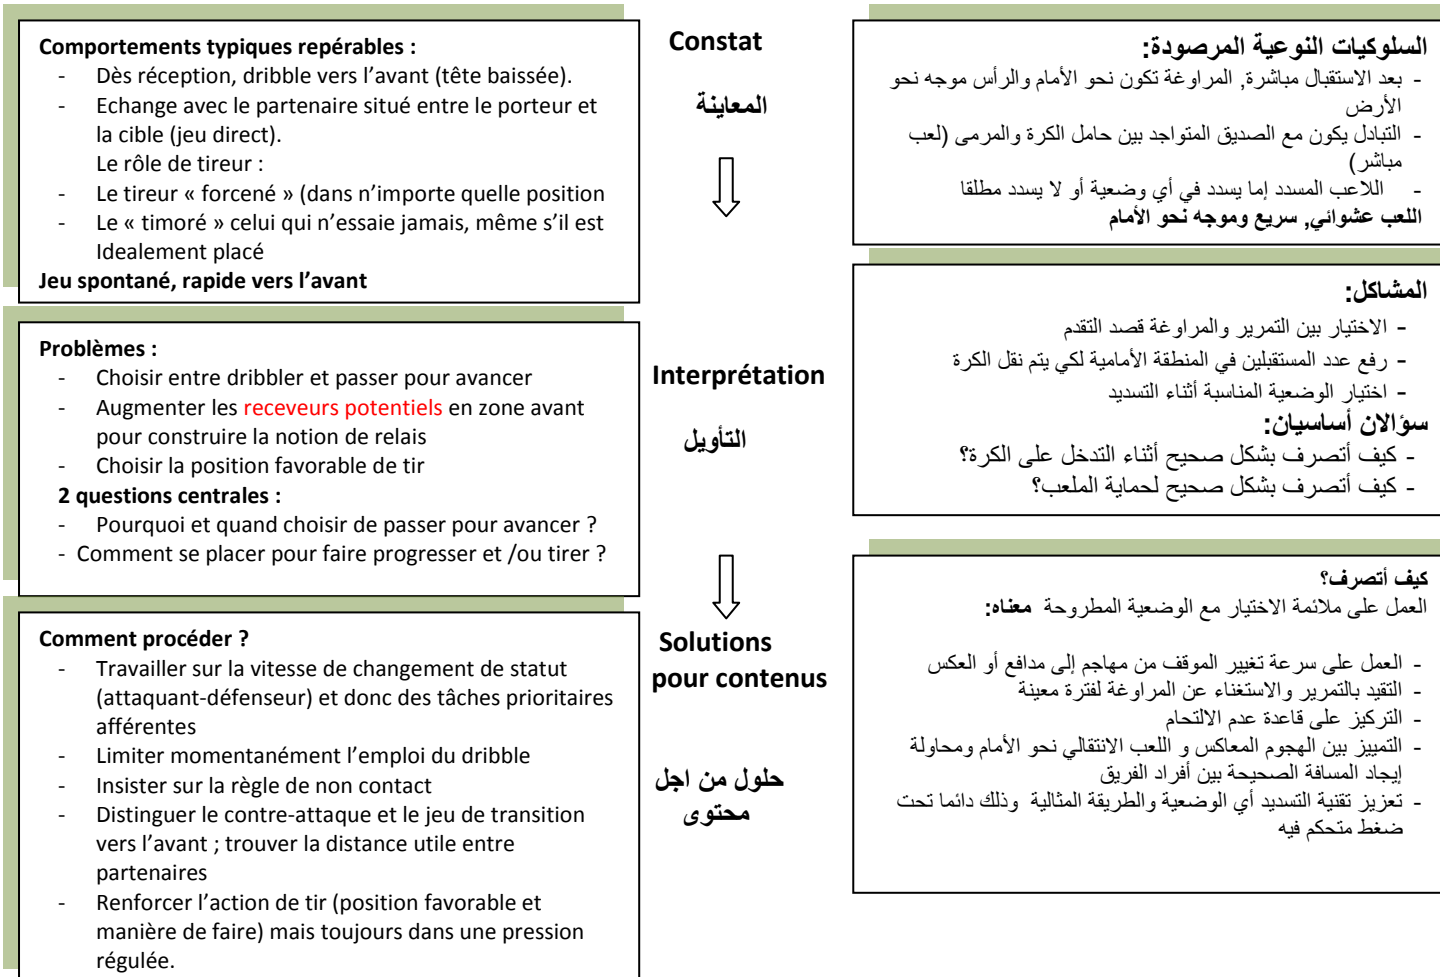 Comportements typiques repérables :
- Dès réception, dribble vers l’avant (tête baissée).
- Echange avec le partenaire situé entre le porteur et
la cible (jeu direct).
Le rôle de tireur :
- Le tireur « forcené » (dans n’importe quelle position
- Le « timoré » celui qui n’essaie jamais, même s’il est
Idealement placé
Jeu spontané, rapide vers l’avant
Constat
المعاينة
السلوكيات النوعية المرصودة:
- بعد الاستقبال مباشرة, المراوغة تكون نحو الأمام والرأس موجه نحو
الأرض
- التبادل يكون مع الصديق المتواجد بين حامل الكرة والمرمى (لعب
مباشر)
- اللاعب المسدد إما يسدد في أي وضعية أو لا يسدد مطلقا
اللعب عشوائي, سريع وموجه نحو الأمام
Problèmes :
- Choisir entre dribbler et passer pour avancer
- Augmenter les receveurs potentiels en zone avant
pour construire la notion de relais
- Choisir la position favorable de tir
2 questions centrales :
- Pourquoi et quand choisir de passer pour avancer ?
- Comment se placer pour faire progresser et /ou tirer ?
Interprétation
التأويل
المشاكل:
- الاختيار بين التمرير والمراوغة قصد التقدم
- رفع عدد المستقبلين في المنطقة الأمامية لكي يتم نقل الكرة
- اختيار الوضعية المناسبة أثناء التسديد
سؤالان أساسيان:
- كيف أتصرف بشكل صحيح أثناء التدخل على الكرة؟
- كيف أتصرف بشكل صحيح لحماية الملعب؟
Comment procéder ?
- Travailler sur la vitesse de changement de statut
(attaquant-défenseur) et donc des tâches prioritaires
afférentes
- Limiter momentanément l’emploi du dribble
- Insister sur la règle de non contact
- Distinguer le contre-attaque et le jeu de transition
vers l’avant ; trouver la distance utile entre
partenaires
- Renforcer l’action de tir (position favorable et
manière de faire) mais toujours dans une pression
régulée.
Solutions
pour contenus
حلول من اجل
محتوى
كيف أتصرف؟
العمل على ملائمة الاختيار مع الوضعية المطروحة معناه:
- العمل على سرعة تغيير الموقف من مهاجم إلى مدافع أو العكس
- التقيد بالتمرير والاستغناء عن المراوغة لفترة معينة
- التركيز على قاعدة عدم الالتحام
- التمييز بين الهجوم المعاكس و اللعب الانتقالي نحو الأمام ومحاولة
إيجاد المسافة الصحيحة بين أفراد الفريق
- تعزيز تقنية التسديد أي الوضعية والطريقة المثالية وذلك دائما تحت
ضغط متحكم فيه